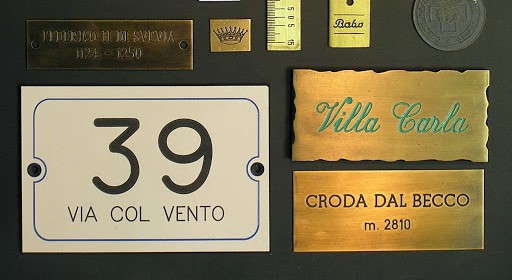 FEDERICO II DI SVEVIA
1194 - 1250
Bobo
39
VIA COL VENTO
Villa Carla
CRODA DAL BECCO
m. 2810